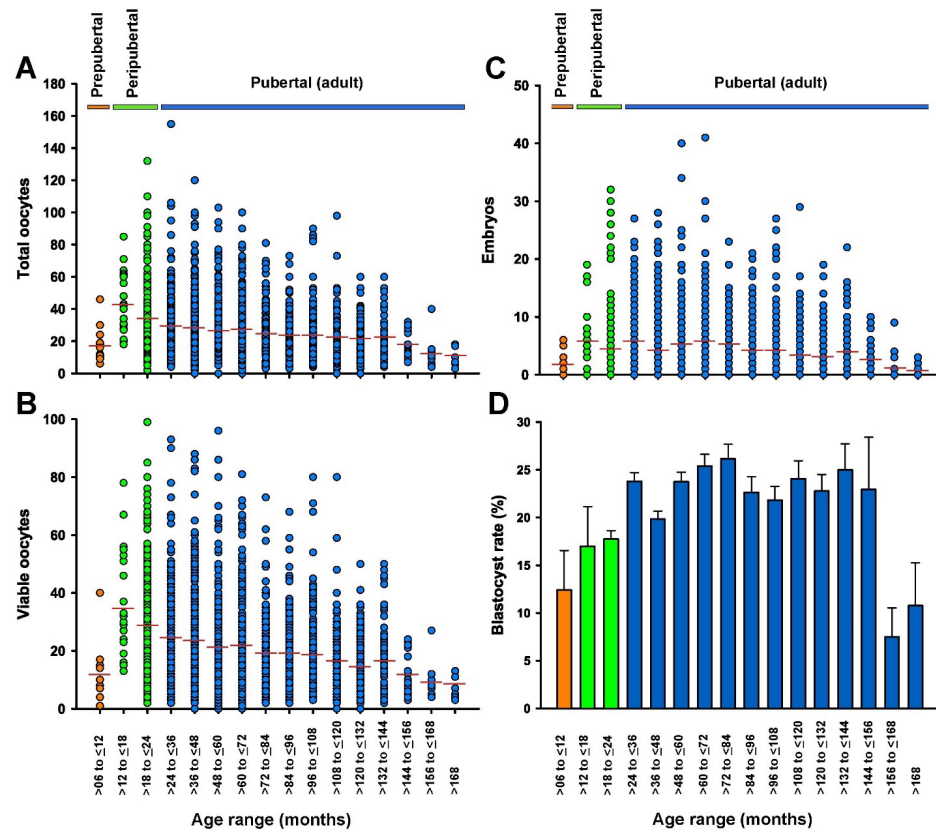 A
Prepubertal
Peripubertal
Pubertal (adult)
Total oocytes
180
160
140
120
100
80
60
40
20
0
C
Prepubertal
Peripubertal
Pubertal (adult)
Embryos
50
40
30
20
10
0
B
Viable oocytes
100
80
60
40
20
0
>06 to ≤12
>12 to ≤18
>18 to ≤24
>24 to ≤36
>36 to ≤48
>48 to ≤60
>60 to ≤72
>72 to ≤84
>84 to ≤96
>96 to ≤108
>108 to ≤120
>120 to ≤132
>132 to ≤144
>144 to ≤156
>156 to ≤168
>168
Age range (months)
D
Blastocyst rate (%)
30
25
20
15
10
5
0
>06 to ≤12
>12 to ≤18
>18 to ≤24
>24 to ≤36
>36 to ≤48
>48 to ≤60
>60 to ≤72
>72 to ≤84
>84 to ≤96
>96 to ≤108
>108 to ≤120
>120 to ≤132
>132 to ≤144
>144 to ≤156
>156 to ≤168
>168
Age range (months)